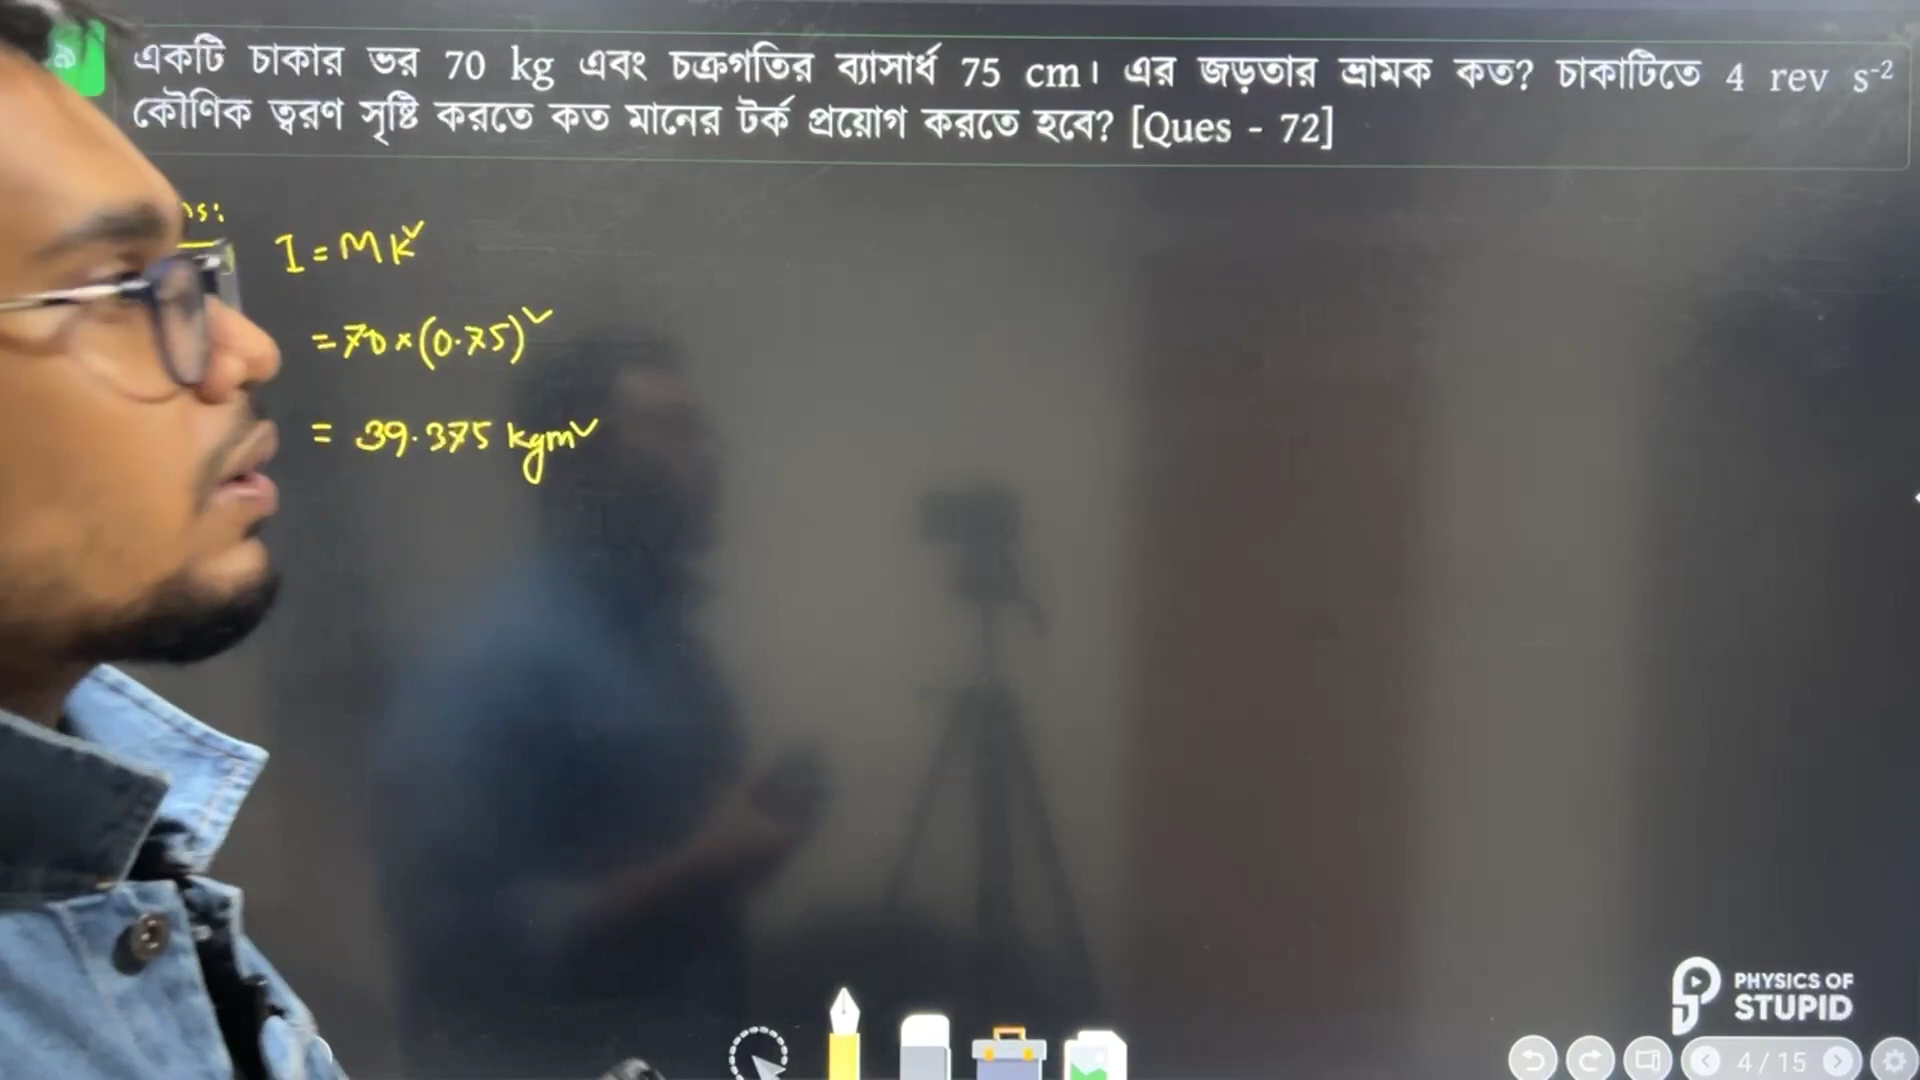 ৯ একটি চাকার ভর 70 kg এবং চক্রগতির ব্যাসার্ধ 75 cm। এর জড়তার ভ্রামক কত? চাকাটিতে 4 rev s⁻²
কৌণিক ত্বরণ সৃষ্টি করতে কত মানের টর্ক প্রয়োগ করতে হবে? [Ques - 72]
I = MK²
= 70 × (0.75)²
= 39.375 kgm²
PHYSICS OF
STUPID
4 / 15